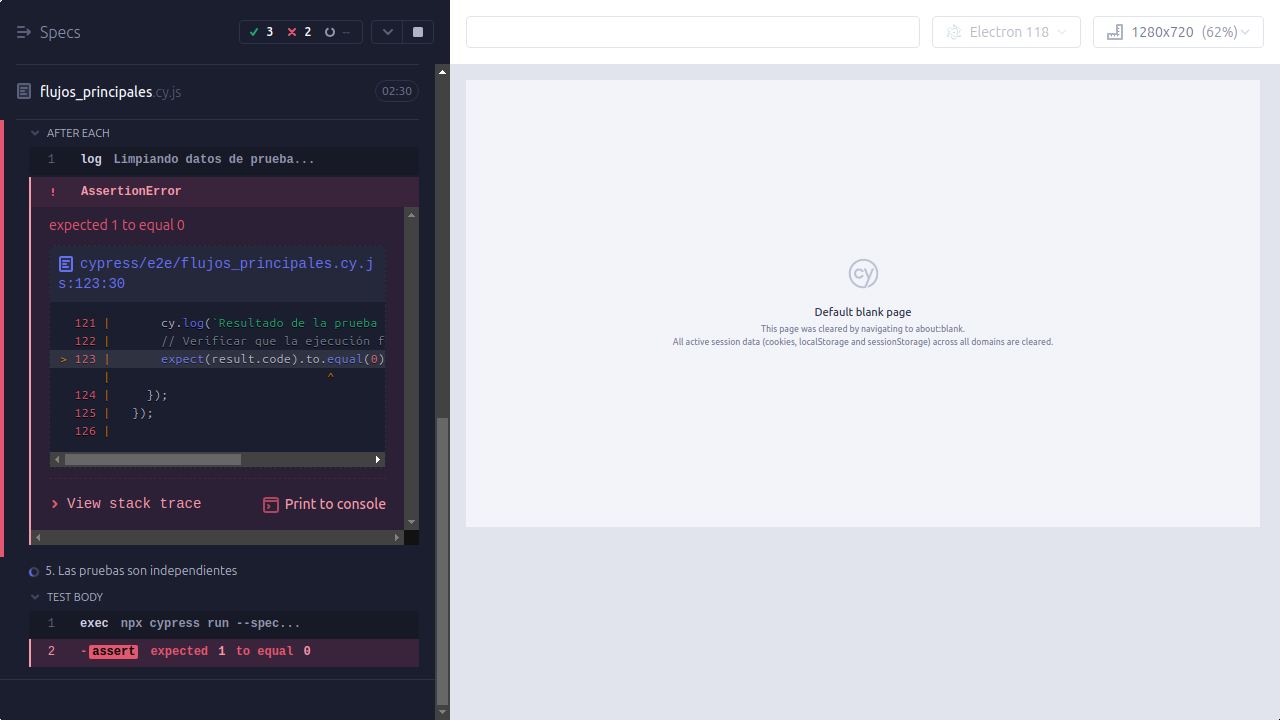 Specs
3 2 --
Electron 118
1280x720 (62%)
flujos_principales.cy.js
02:30
AFTER EACH
1 log Limpiando datos de prueba...
! AssertionError
expected 1 to equal 0
cypress/e2e/flujos_principales.cy.j
s:123:30
121 | cy.log(`Resultado de la prueba
122 | // Verificar que la ejecución f
> 123 | expect(result.code).to.equal(0)
| ^
124 | });
125 | });
126 |
View stack trace
Print to console
5. Las pruebas son independientes
TEST BODY
1 exec npx cypress run --spec...
2 -assert expected 1 to equal 0
cy
Default blank page
This page was cleared by navigating to about:blank.
All active session data (cookies, localStorage and sessionStorage) across all domains are cleared.